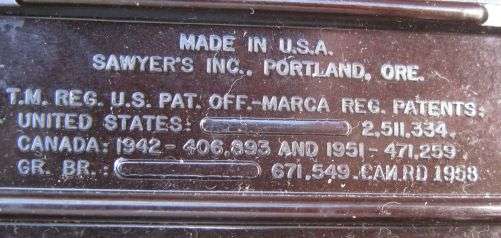 MADE IN U.S.A.
SAWYER'S INC., PORTLAND, ORE.
T.M. REG. U.S. PAT. OFF.-MARCA REG. PATENTS:
UNITED STATES: 2,511,334.
CANADA: 1942 - 406,893 AND 1951 - 471,259.
GR. BR.: 671,549. CAN. RD 1958